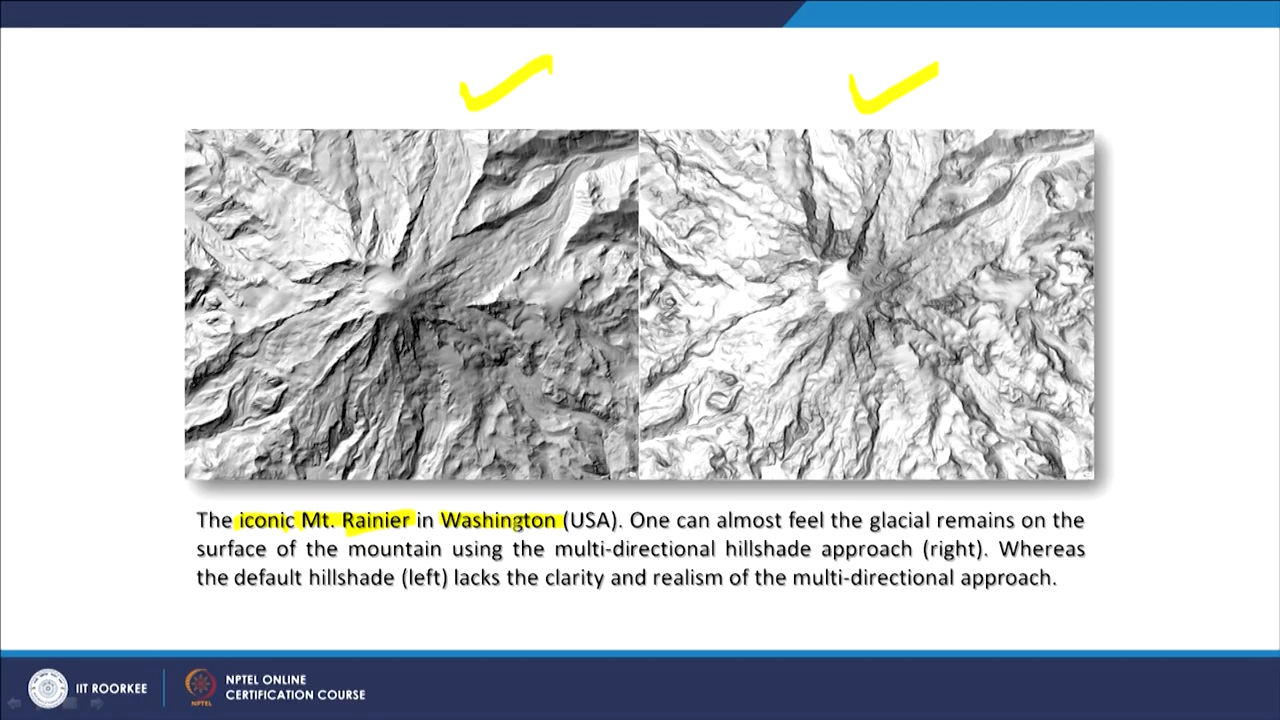 The iconic Mt. Rainier in Washington (USA). One can almost feel the glacial remains on the
surface of the mountain using the multi-directional hillshade approach (right). Whereas
the default hillshade (left) lacks the clarity and realism of the multi-directional approach.
IIT ROORKEE
NPTEL
NPTEL ONLINE
CERTIFICATION COURSE